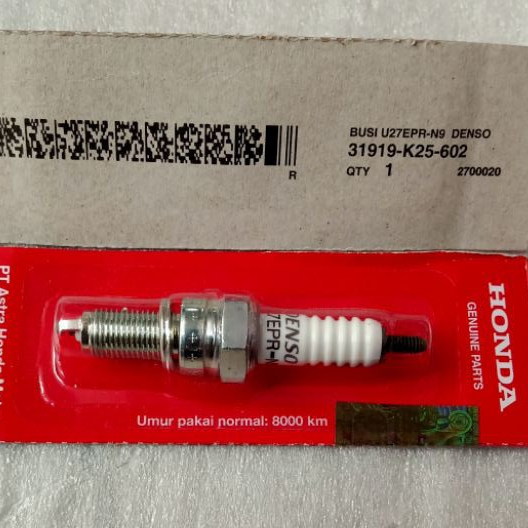 BUSI U27EPR-N9 DENSO
31919-K25-602
QTY 1 2700020
R
HONDA
GENUINE PARTS
PT Astra Honda
DENSO
7EPR-N
Umur pakai normal: 8000 km